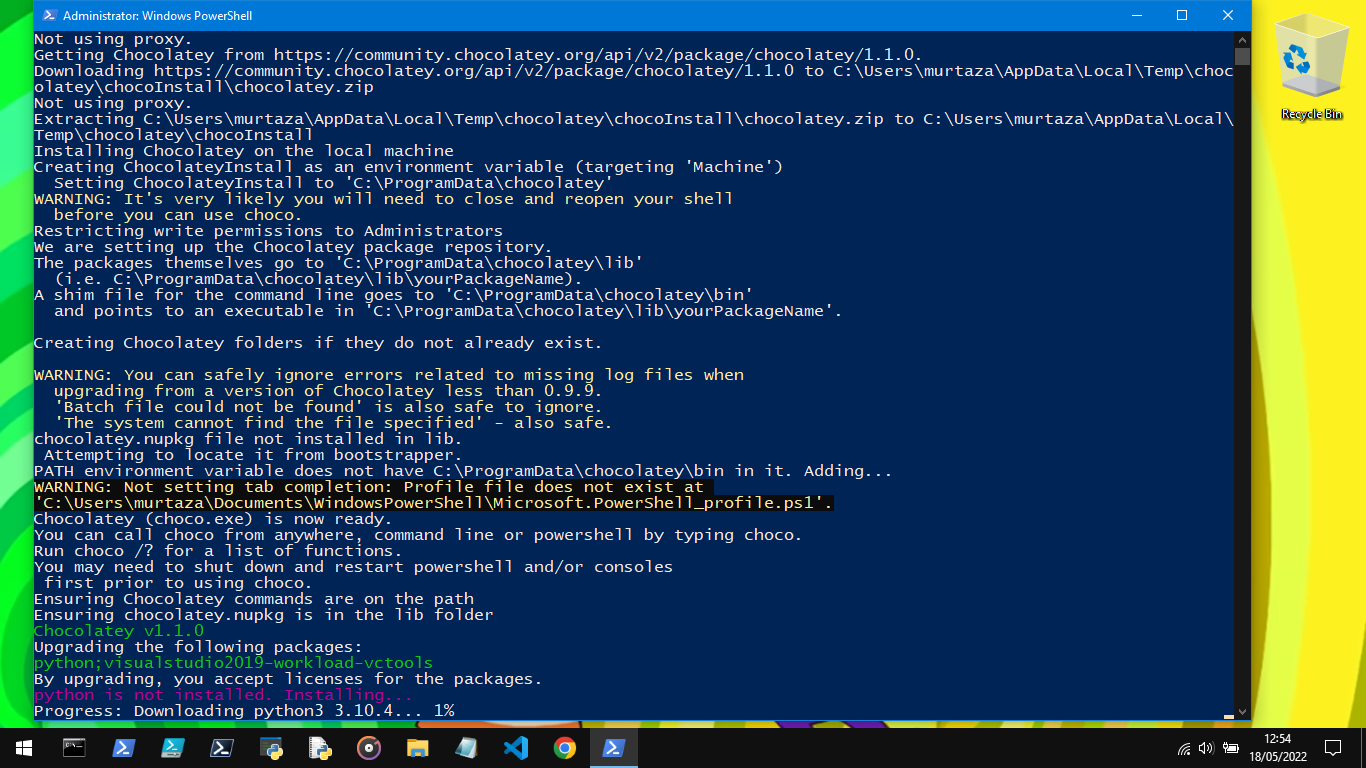 Administrator: Windows PowerShell
Not using proxy.
Getting Chocolatey from https://community.chocolatey.org/api/v2/package/chocolatey/1.1.0.
Downloading https://community.chocolatey.org/api/v2/package/chocolatey/1.1.0 to C:\Users\murtaza\AppData\Local\Temp\choc
olatey\chocoInstall\chocolatey.zip
Not using proxy.
Extracting C:\Users\murtaza\AppData\Local\Temp\chocolatey\chocoInstall\chocolatey.zip to C:\Users\murtaza\AppData\Local\
Temp\chocolatey\chocoInstall
Installing Chocolatey on the local machine
Creating ChocolateyInstall as an environment variable (targeting 'Machine')
  Setting ChocolateyInstall to 'C:\ProgramData\chocolatey'
WARNING: It's very likely you will need to close and reopen your shell
  before you can use choco.
Restricting write permissions to Administrators
We are setting up the Chocolatey package repository.
The packages themselves go to 'C:\ProgramData\chocolatey\lib'
  (i.e. C:\ProgramData\chocolatey\lib\yourPackageName).
A shim file for the command line goes to 'C:\ProgramData\chocolatey\bin'
  and points to an executable in 'C:\ProgramData\chocolatey\lib\yourPackageName'.
Creating Chocolatey folders if they do not already exist.
WARNING: You can safely ignore errors related to missing log files when
  upgrading from a version of Chocolatey less than 0.9.9.
  'Batch file could not be found' is also safe to ignore.
  'The system cannot find the file specified' - also safe.
chocolatey.nupkg file not installed in lib.
 Attempting to locate it from bootstrapper.
PATH environment variable does not have C:\ProgramData\chocolatey\bin in it. Adding...
WARNING: Not setting tab completion: Profile file does not exist at
'C:\Users\murtaza\Documents\WindowsPowerShell\Microsoft.PowerShell_profile.ps1'.
Chocolatey (choco.exe) is now ready.
You can call choco from anywhere, command line or powershell by typing choco.
Run choco /? for a list of functions.
You may need to shut down and restart powershell and/or consoles
 first prior to using choco.
Ensuring Chocolatey commands are on the path
Ensuring chocolatey.nupkg is in the lib folder
Chocolatey v1.1.0
Upgrading the following packages:
python;visualstudio2019-workload-vctools
By upgrading, you accept licenses for the packages.
python is not installed. Installing...
Progress: Downloading python3 3.10.4... 1%
Recycle Bin
12:54
18/05/2022